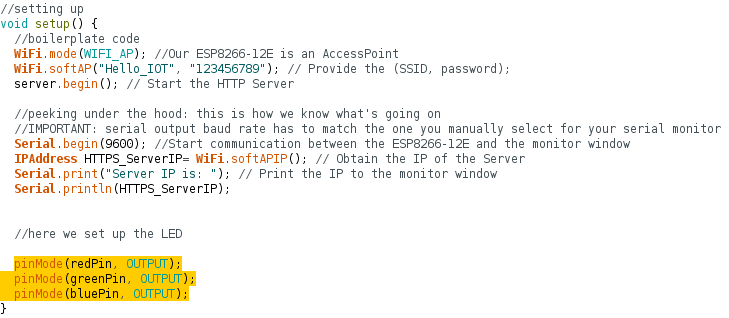 //setting up
void setup() {
  //boilerplate code
  WiFi.mode(WIFI_AP); //Our ESP8266-12E is an AccessPoint
  WiFi.softAP("Hello_IOT", "123456789"); // Provide the (SSID, password);
  server.begin(); // Start the HTTP Server
  //peeking under the hood: this is how we know what's going on
  //IMPORTANT: serial output baud rate has to match the one you manually select for your serial monitor
  Serial.begin(9600); //Start communication between the ESP8266-12E and the monitor window
  IPAddress HTTPS_ServerIP= WiFi.softAPIP(); // Obtain the IP of the Server
  Serial.print("Server IP is: "); // Print the IP to the monitor window
  Serial.println(HTTPS_ServerIP);
  //here we set up the LED
  pinMode(redPin, OUTPUT);
  pinMode(greenPin, OUTPUT);
  pinMode(bluePin, OUTPUT);
}